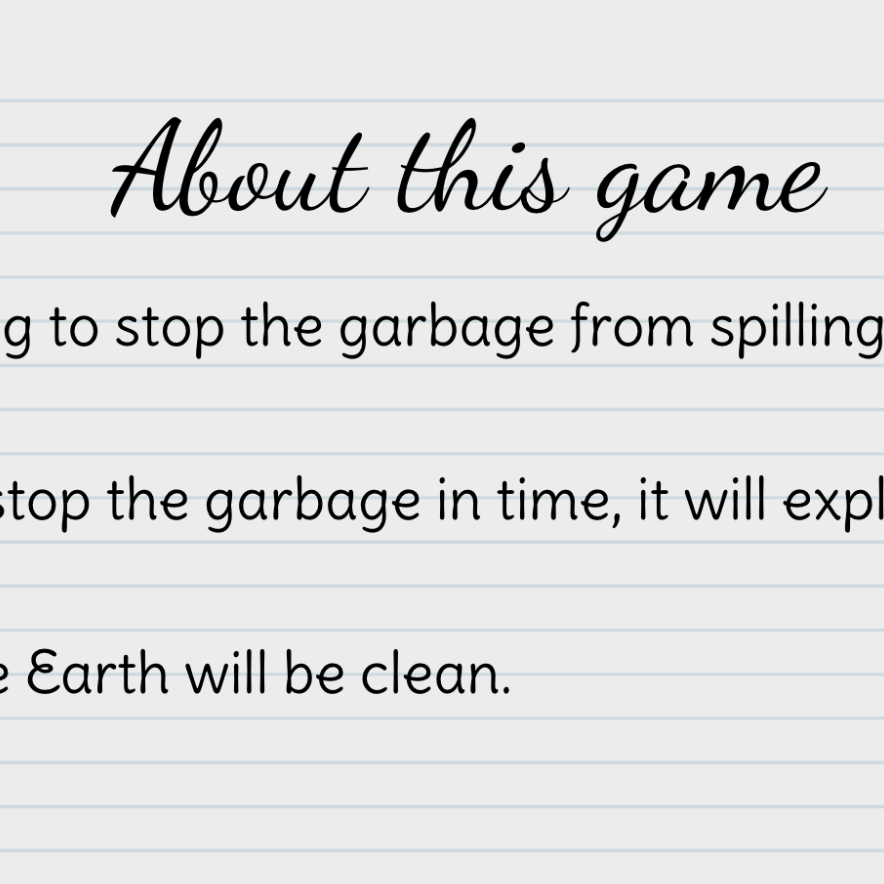 About this game
g to stop the garbage from spilling
stop the garbage in time, it will expl
e Earth will be clean.